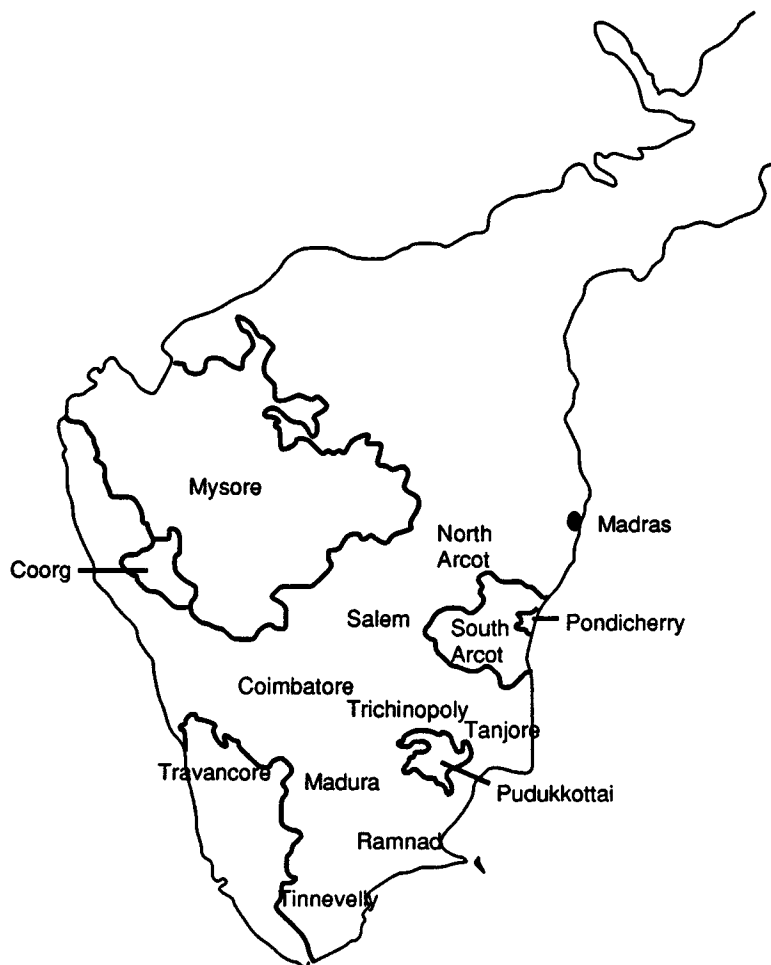 Mysore
North
Arcot
Madras
Coorg
Salem
South
Arcot
Pondicherry
Coimbatore
Trichinopoly
Tanjore
Travancore
Madura
Pudukkottai
Ramnad
Tinnevelly